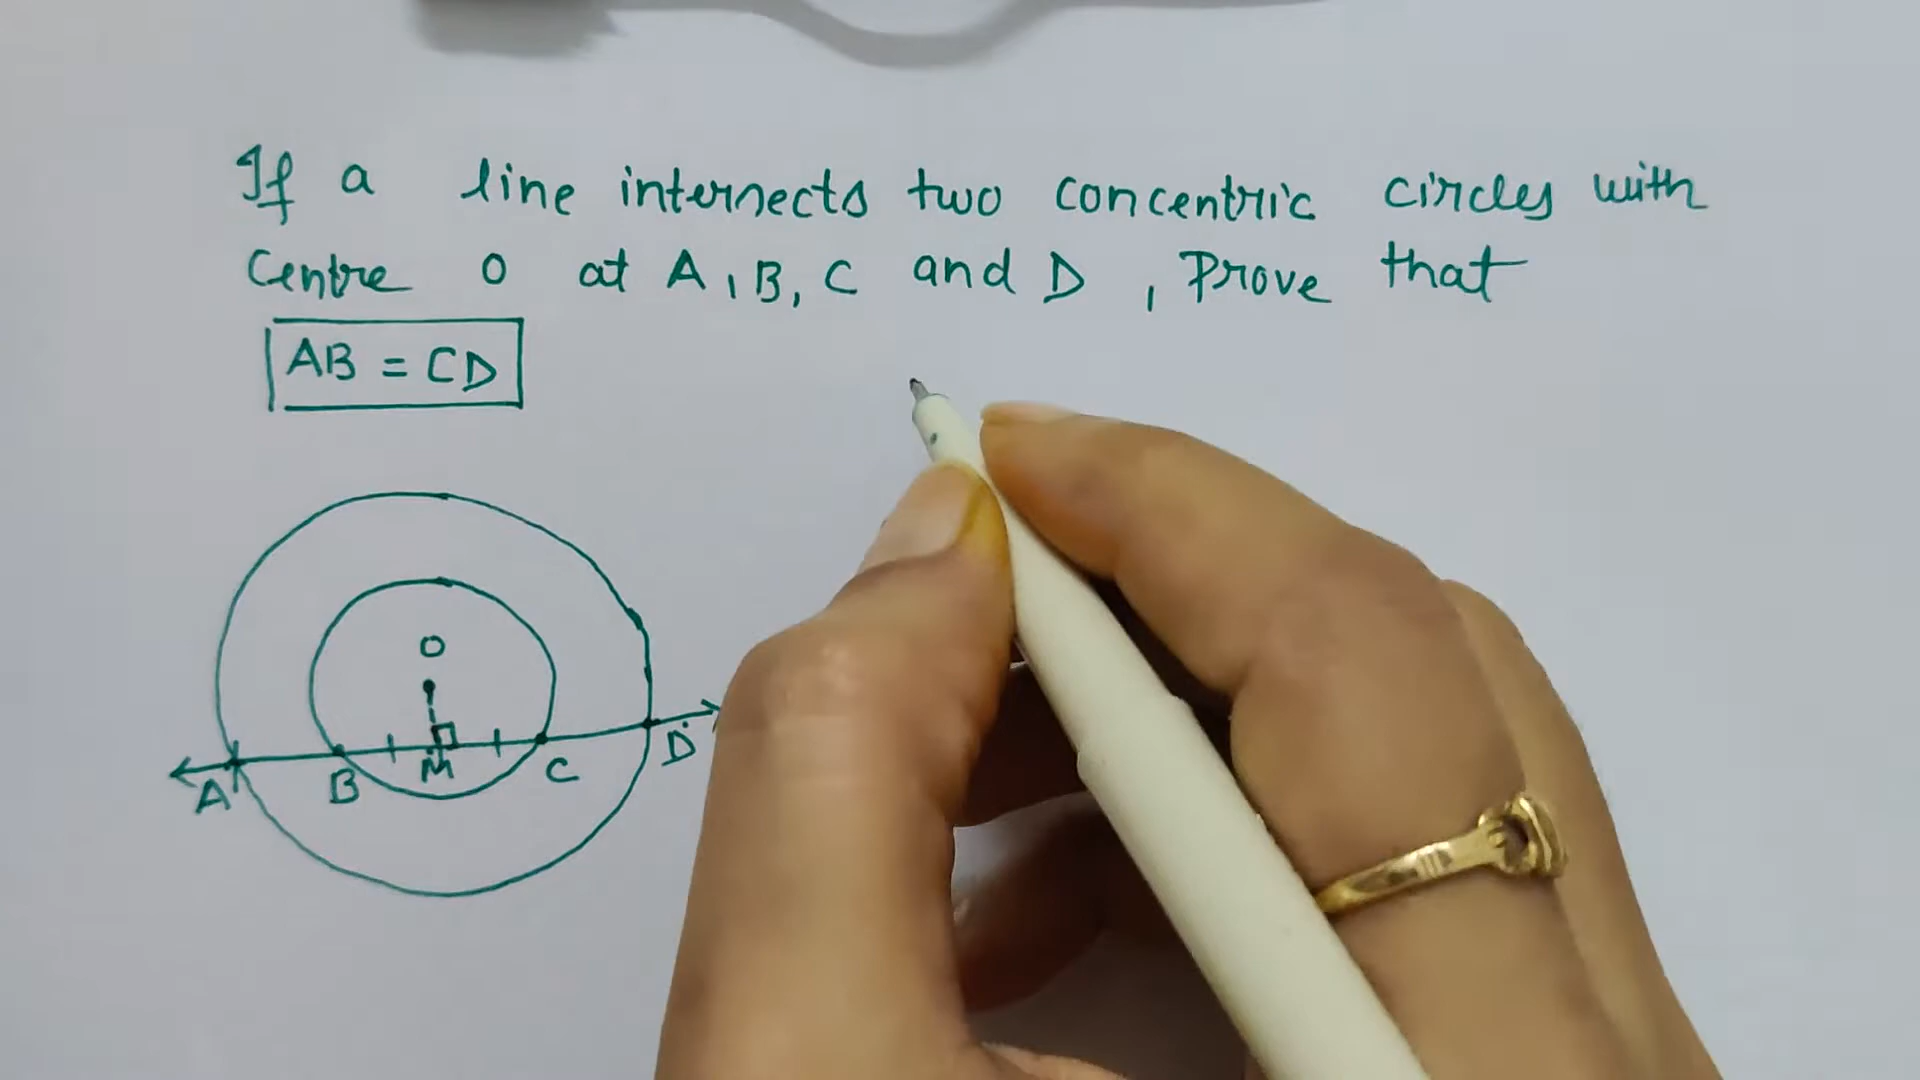 If a line intersects two concentric circles with
Centre O at A, B, C and D, Prove that
AB = CD
O
A B M C D